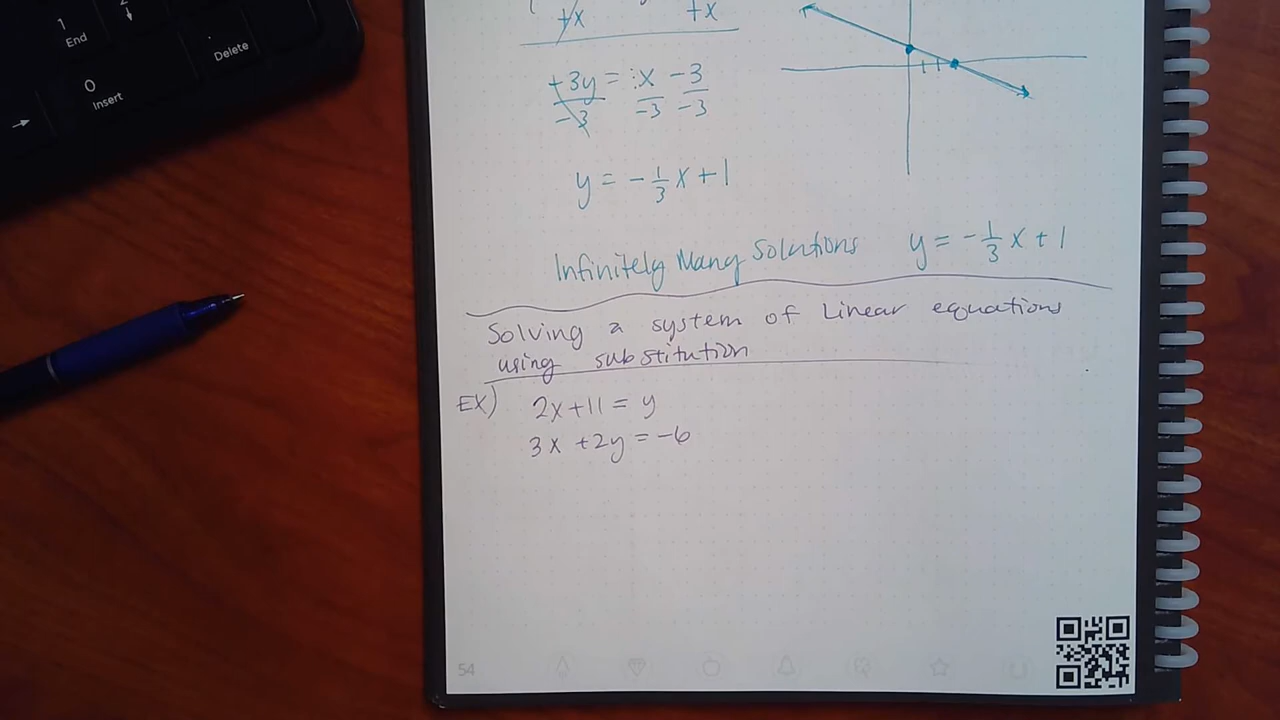 1
End
2
↓
.
Delete
0
Insert
→
+x +x
+3y = x - 3
-3 -3 -3
y = -1/3 x + 1
Infinitely Many Solutions y = -1/3 x + 1
Solving a system of Linear equations
using substitution
EX) 2x + 11 = y
3x + 2y = -6
54